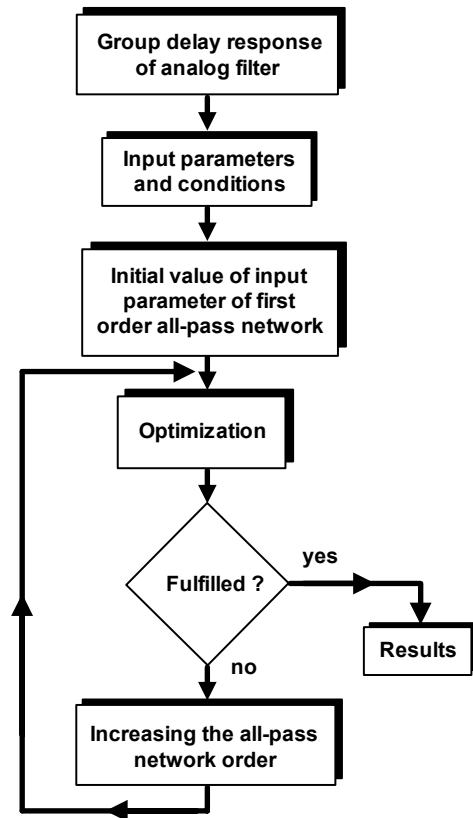 Group delay response
of analog filter
Input parameters
and conditions
Initial value of input
parameter of first
order all-pass network
Optimization
Fulfilled ?
yes
Results
no
Increasing the all-pass
network order